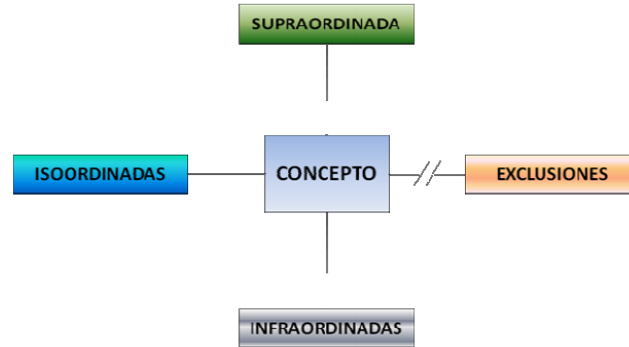 SUPRAORDINADA
ISOORDINADAS
CONCEPTO
EXCLUSIONES
INFRAORDINADAS